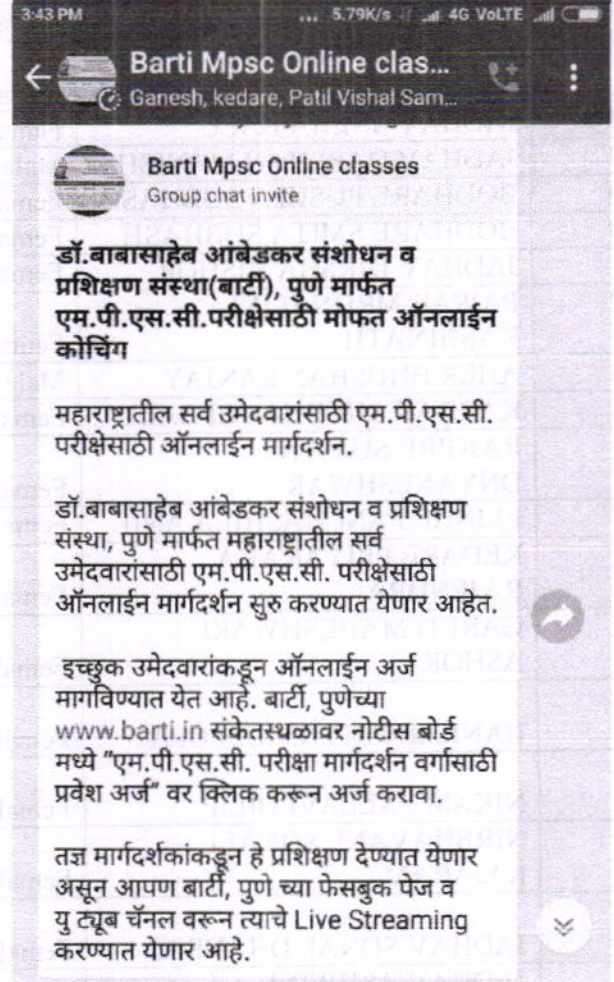 3:43 PM ... 5.79K/s 4G VoLTE
Barti Mpsc Online clas...
Ganesh, kedare, Patil Vishal Sam...
Barti Mpsc Online classes
Group chat invite
डॉ.बाबासाहेब आंबेडकर संशोधन व
प्रशिक्षण संस्था(बार्टी), पुणे मार्फत
एम.पी.एस.सी.परीक्षेसाठी मोफत ऑनलाईन
कोचिंग
महाराष्ट्रातील सर्व उमेदवारांसाठी एम.पी.एस.सी.
परीक्षेसाठी ऑनलाईन मार्गदर्शन.
डॉ.बाबासाहेब आंबेडकर संशोधन व प्रशिक्षण
संस्था, पुणे मार्फत महाराष्ट्रातील सर्व
उमेदवारांसाठी एम.पी.एस.सी. परीक्षेसाठी
ऑनलाईन मार्गदर्शन सुरु करण्यात येणार आहेत.
इच्छुक उमेदवारांकडून ऑनलाईन अर्ज
मागविण्यात येत आहे. बार्टी, पुणेच्या
www.barti.in संकेतस्थळावर नोटीस बोर्ड
मध्ये "एम.पी.एस.सी. परीक्षा मार्गदर्शन वर्गासाठी
प्रवेश अर्ज" वर क्लिक करून अर्ज करावा.
तज्ञ मार्गदर्शकांकडून हे प्रशिक्षण देण्यात येणार
असून आपण बार्टी, पुणे च्या फेसबुक पेज व
यु ट्यूब चॅनल वरून त्याचे Live Streaming
करण्यात येणार आहे.